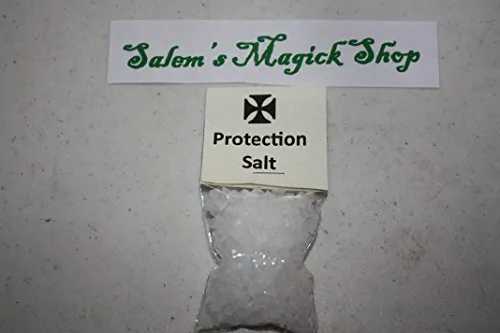 Salem's Magick Shop
Protection
Salt